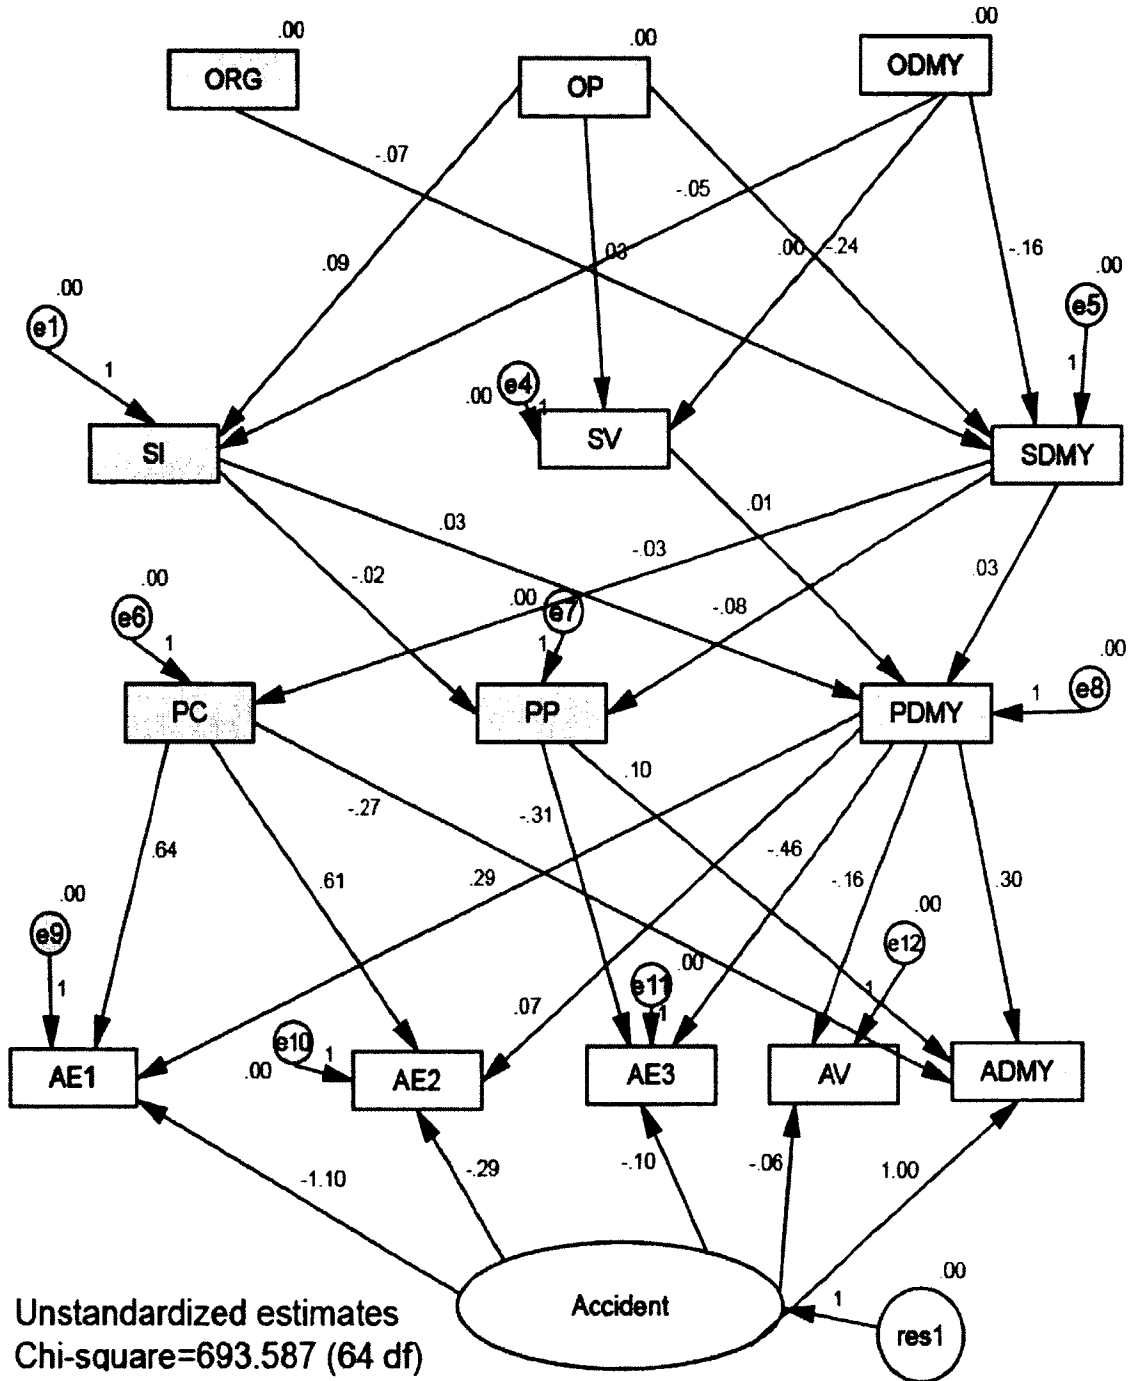 .00
.00
.00
ORG
OP
ODMY
-.07
-.05
.09
.03
.00
-.24
-.16
.00
.00
e1
e5
1
1
.00
e4
1
SI
SV
SDMY
.03
.01
-.03
-.02
.03
.00
.00
-.08
e6
e7
1
1
.00
PC
PP
PDMY
1
e8
.10
-.27
-.31
.64
-.46
.61
.29
-.16
.30
.00
.00
e9
e12
.00
e11
1
1
1
.07
e10
1
.00
AE1
AE2
AE3
AV
ADMY
-1.10
-.29
-.10
-.06
1.00
.00
Accident
1
res1
Unstandardized estimates
Chi-square=693.587 (64 df)